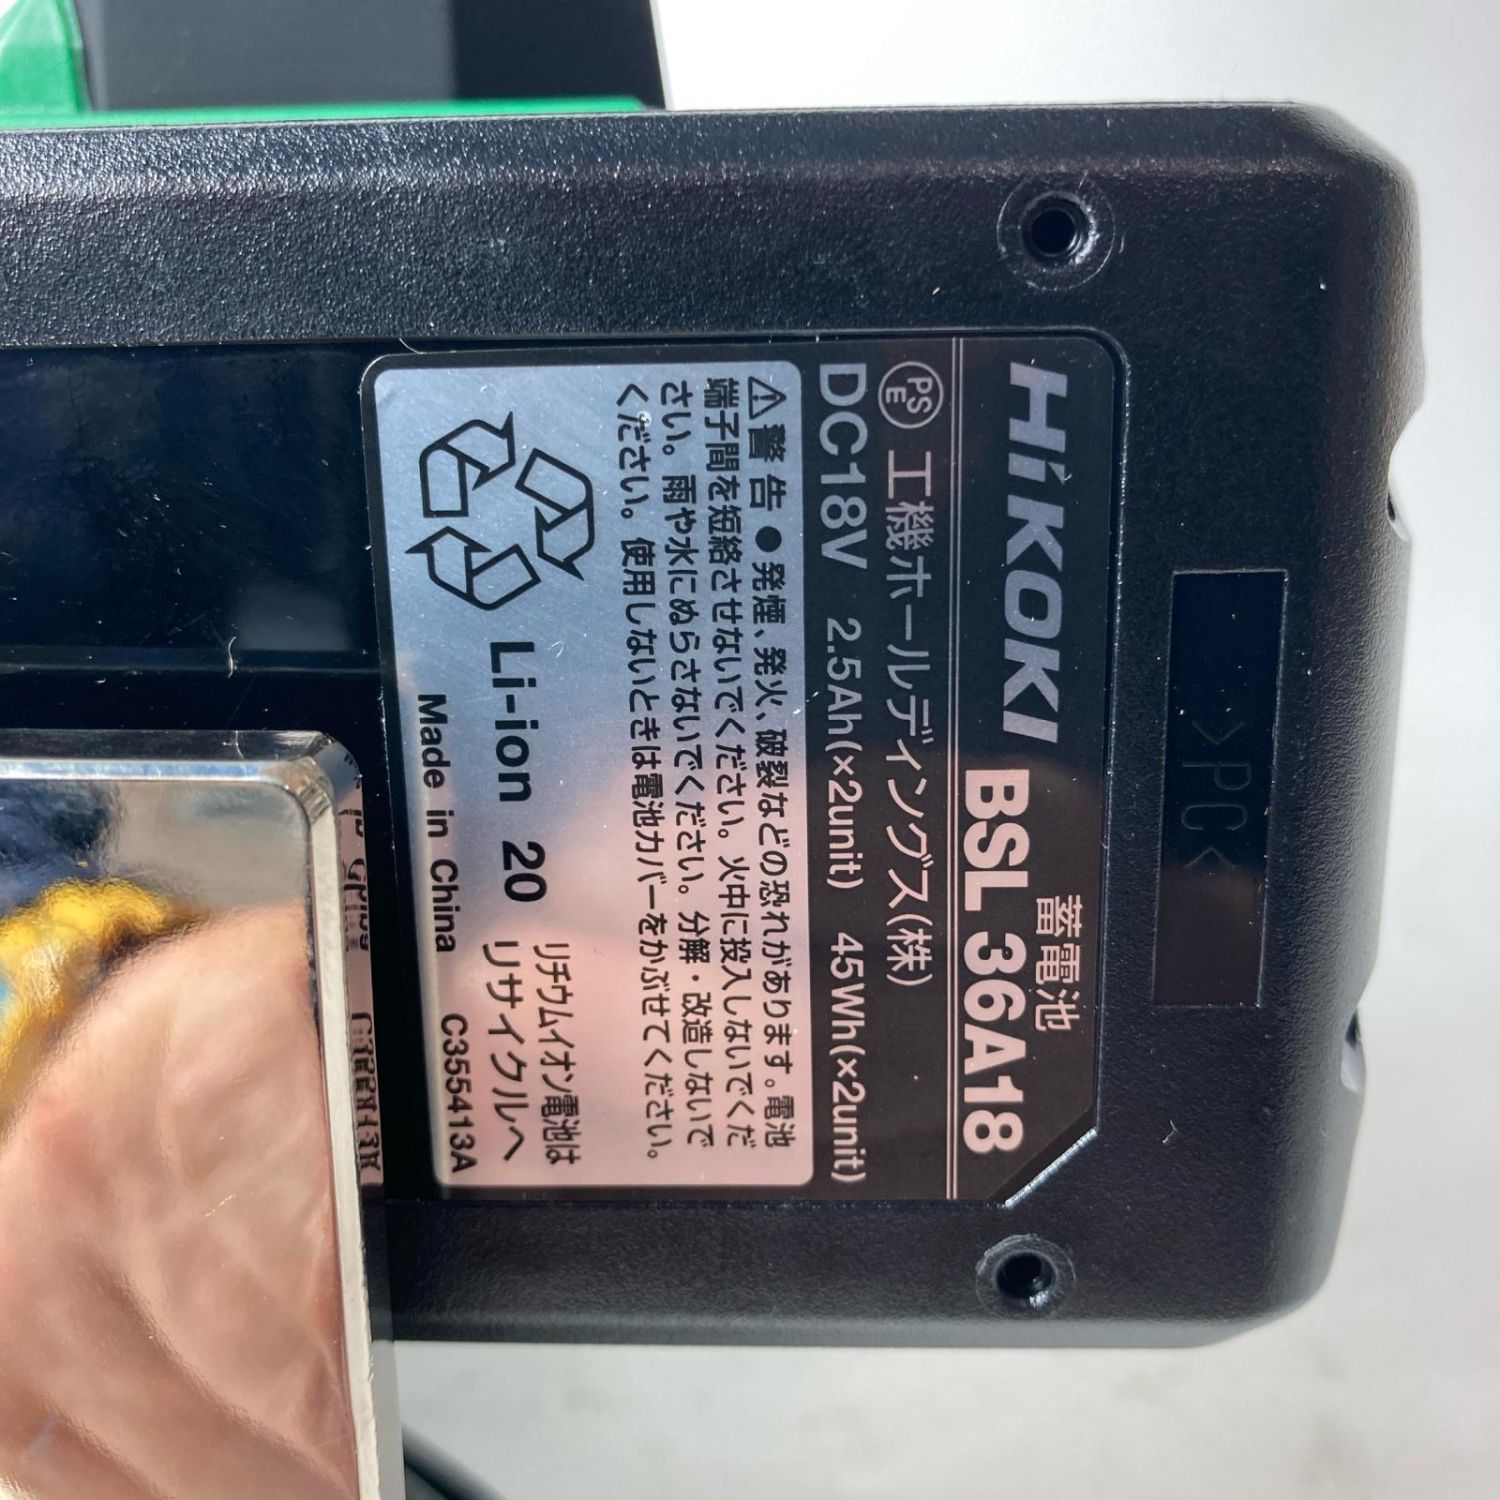 HiKOKI 蓄電池
BSL 36A18
PSE 工機ホールディングス(株)
DC18V 2.5Ah(×2unit) 45Wh(×2unit)
⚠警告 ●発煙、発火、破裂などの恐れがあります。電池
端子間を短絡させないでください。火中に投入しないでくだ
さい。雨や水にぬらさないでください。分解・改造しないで
ください。使用しないときは電池カバーをかぶせてください。
Li-ion 20
リチウムイオン電池は
リサイクルへ
Made in China C355413A
>PC<